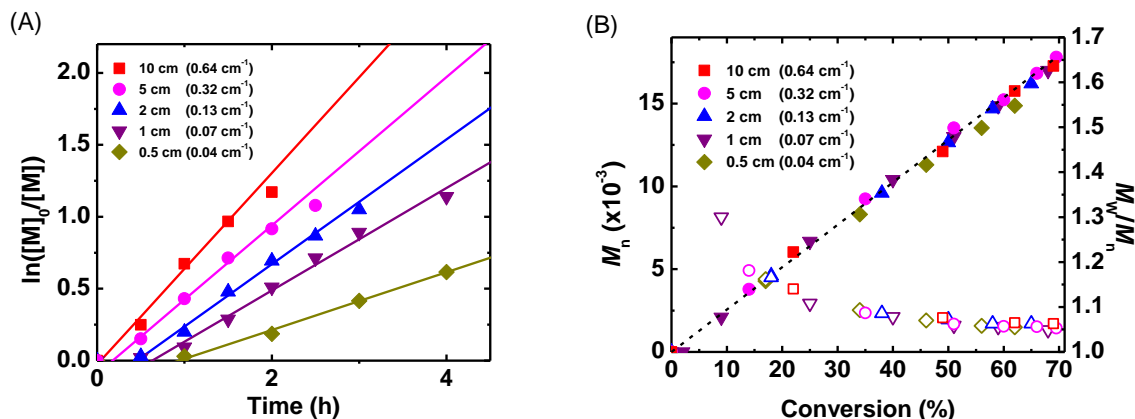 (A)
2.0
1.5
1.0
0.5
0.0
ln([M]₀/[M])
10 cm (0.64 cm⁻¹)
5 cm (0.32 cm⁻¹)
2 cm (0.13 cm⁻¹)
1 cm (0.07 cm⁻¹)
0.5 cm (0.04 cm⁻¹)
0 2 4
Time (h)
(B)
15
10
5
0
Mₙ (x10⁻³)
10 cm (0.64 cm⁻¹)
5 cm (0.32 cm⁻¹)
2 cm (0.13 cm⁻¹)
1 cm (0.07 cm⁻¹)
0.5 cm (0.04 cm⁻¹)
1.7
1.6
1.5
1.4
1.3
1.2
1.1
1.0
M_w/Mₙ
0 10 20 30 40 50 60 70
Conversion (%)